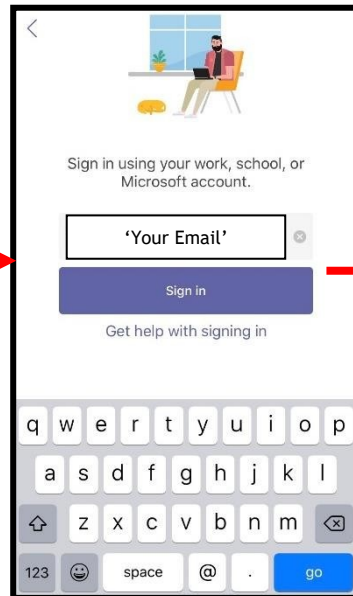 Sign in using your work, school, or
Microsoft account.
‘Your Email’
Sign in
Get help with signing in
q w e r t y u i o p
a s d f g h j k l
z x c v b n m
123 space @ . go